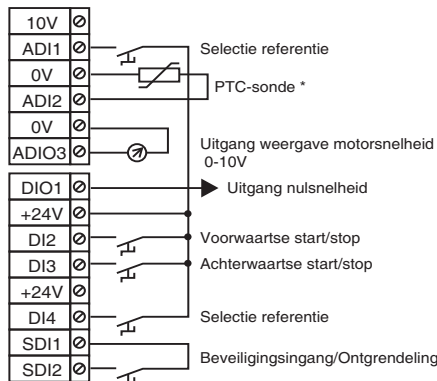 10V
ADI1 Selectie referentie
0V
PTC-sonde *
ADI2
0V
Uitgang weergave motorsnelheid
ADIO3 0-10V
DIO1 Uitgang nulsnelheid
+24V
DI2 Voorwaartse start/stop
DI3 Achterwaartse start/stop
+24V
DI4 Selectie referentie
SDI1
Beveiligingsingang/Ontgrendeling
SDI2